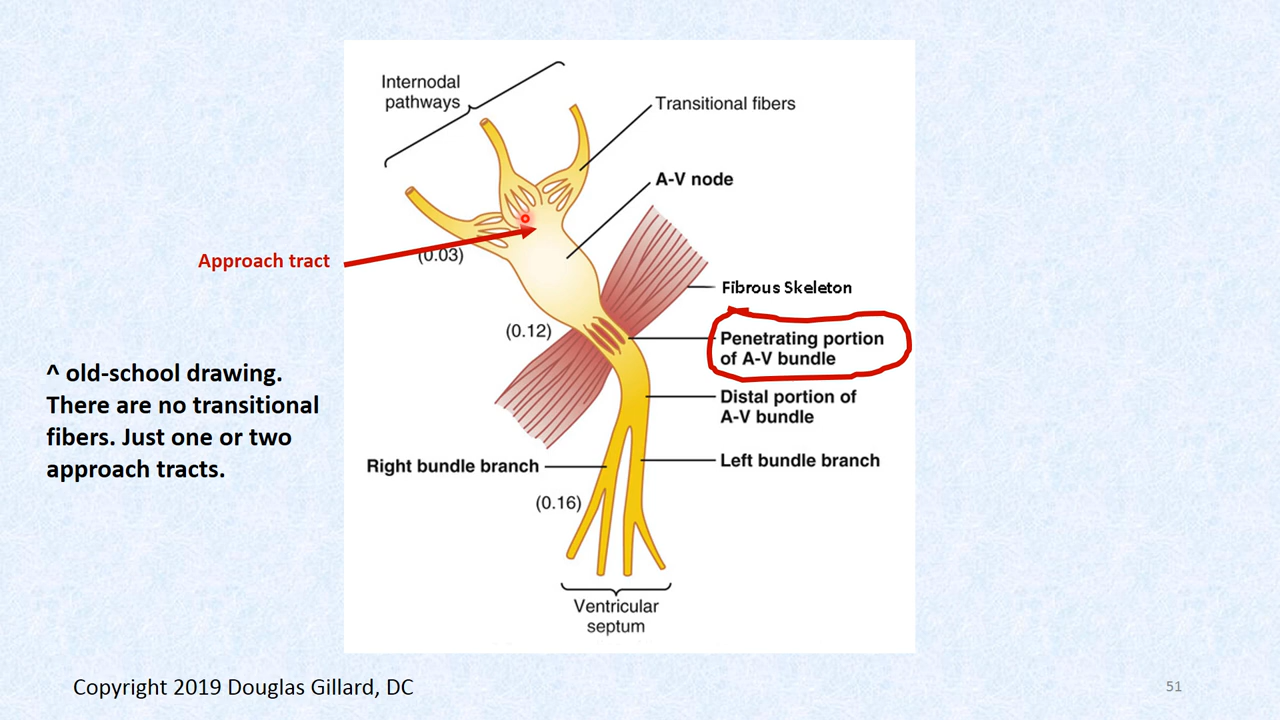 Internodal
pathways
Transitional fibers
A-V node
Approach tract
(0.03)
Fibrous Skeleton
(0.12)
Penetrating portion
of A-V bundle
^ old-school drawing.
There are no transitional
fibers. Just one or two
approach tracts.
Distal portion of
A-V bundle
Right bundle branch
Left bundle branch
(0.16)
Ventricular
septum
Copyright 2019 Douglas Gillard, DC
51